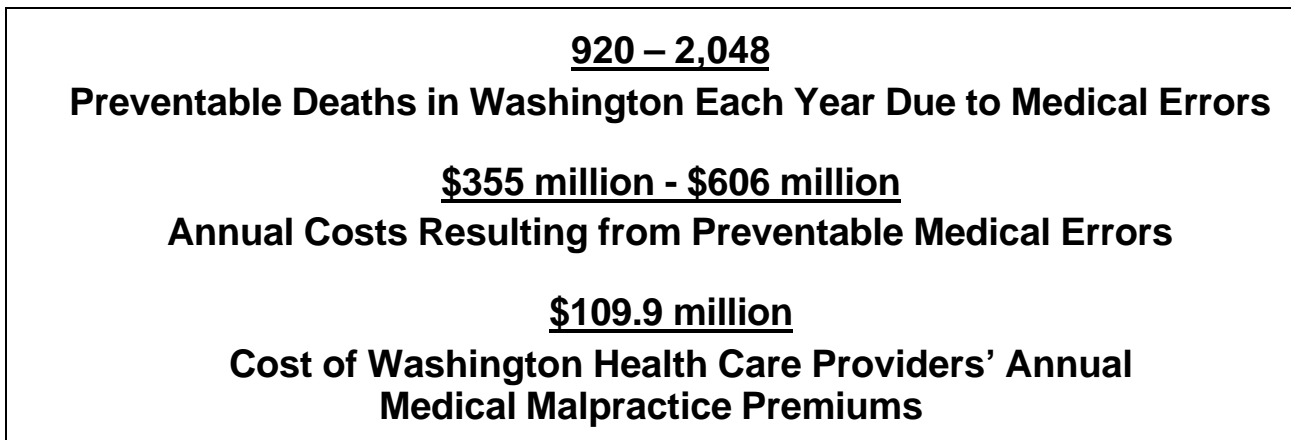 920 – 2,048
Preventable Deaths in Washington Each Year Due to Medical Errors
$355 million - $606 million
Annual Costs Resulting from Preventable Medical Errors
$109.9 million
Cost of Washington Health Care Providers’ Annual
Medical Malpractice Premiums